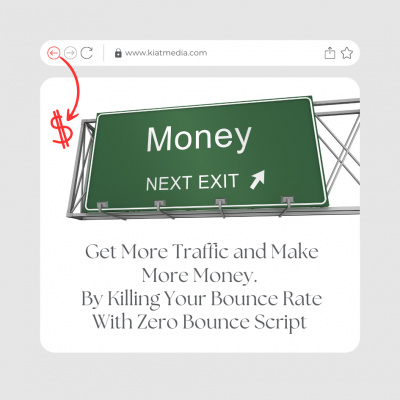 www.kiatmedia.com
$
Money
NEXT EXIT
Get More Traffic and Make
More Money.
By Killing Your Bounce Rate
With Zero Bounce Script